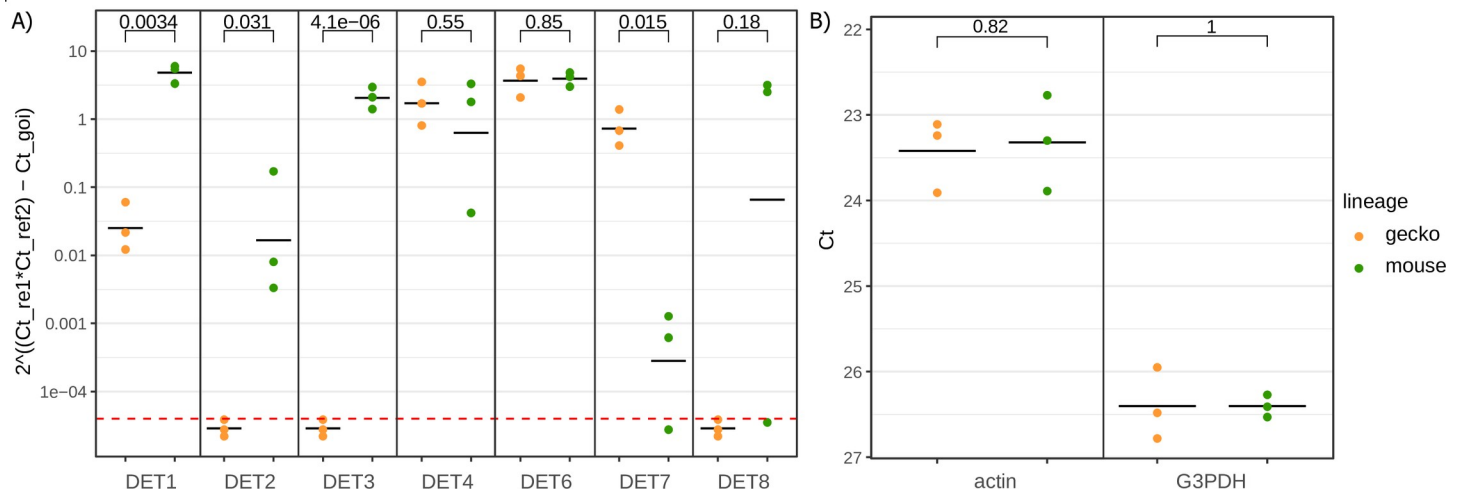 A)
0.0034 0.031 4.1e−06 0.55 0.85 0.015 0.18
2^((Ct_re1*Ct_ref2) − Ct_goi)
10
1
0.1
0.01
0.001
1e−04
DET1 DET2 DET3 DET4 DET6 DET7 DET8
B)
0.82 1
Ct
22
23
24
25
26
27
actin G3PDH
lineage
gecko
mouse